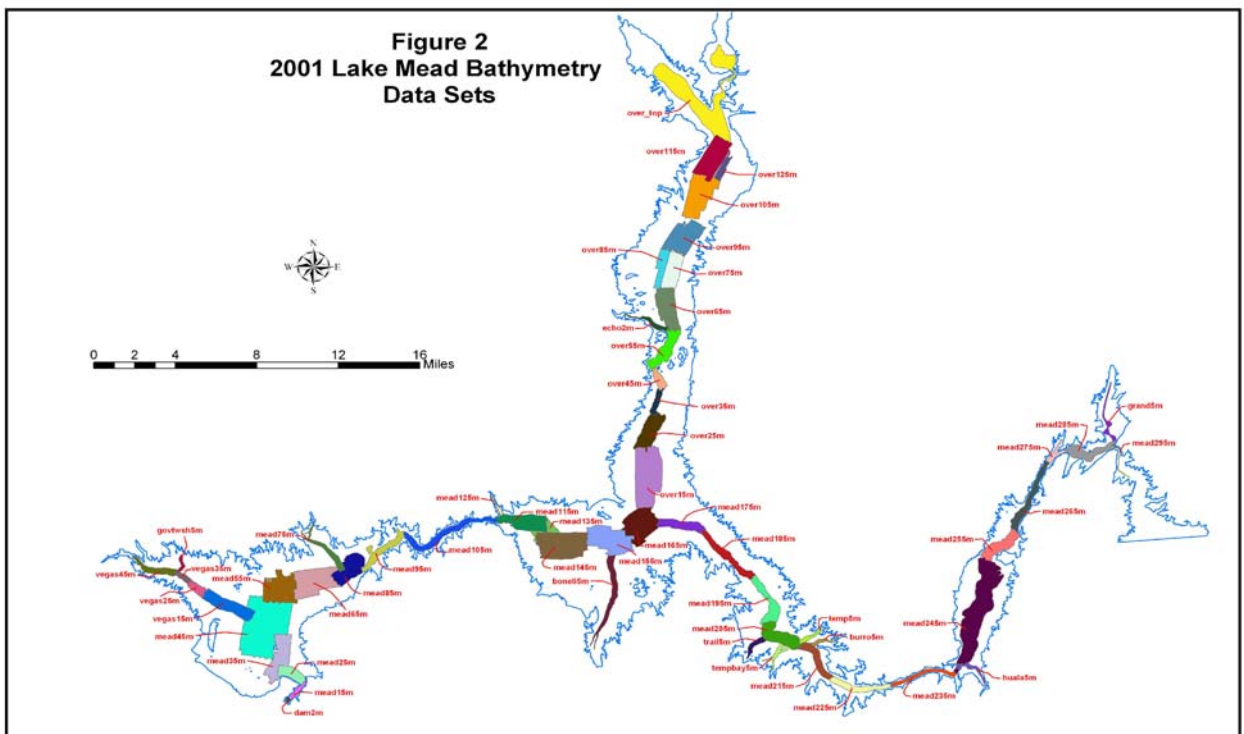 Figure 2
2001 Lake Mead Bathymetry
Data Sets
over_top
over115m
over125m
over105m
over95m
over85m
over75m
over65m
echo2m
over55m
over45m
over35m
over25m
over15m
N
W E
S
0 2 4 8 12 16
Miles
grand5m
mead285m
mead275m
mead295m
mead265m
mead255m
mead245m
huala5m
mead235m
mead225m
mead215m
tempbay5m
burro5m
temp5m
trail5m
mead205m
mead195m
mead185m
mead175m
mead165m
mead155m
boneli5m
mead145m
mead135m
mead115m
mead125m
mead105m
mead95m
mead85m
mead75m
mead65m
mead55m
govtwsh5m
vegas45m
vegas35m
vegas25m
vegas15m
mead45m
mead35m
mead25m
mead15m
dam2m